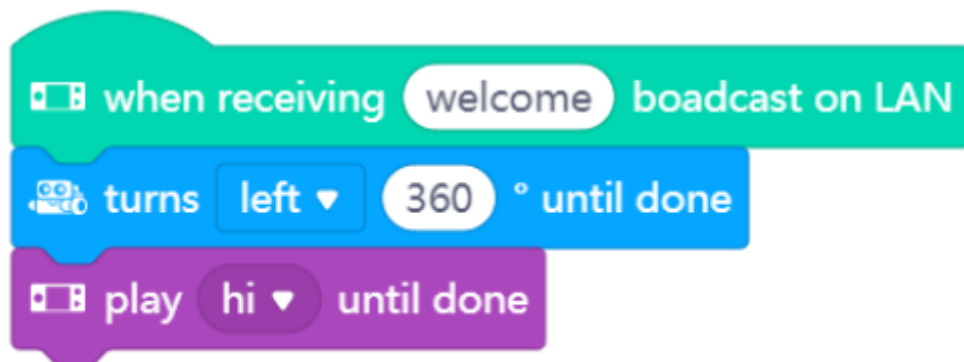 when receiving welcome boadcast on LAN
turns left 360 ° until done
play hi until done